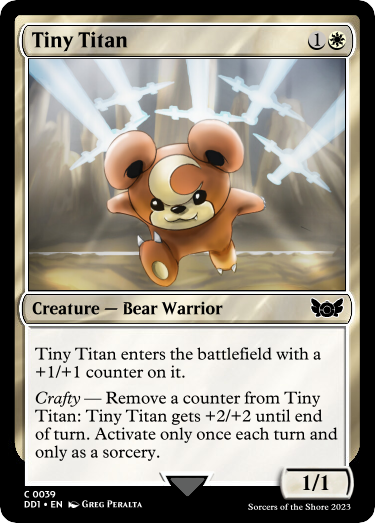 Tiny Titan 1
Creature — Bear Warrior
Tiny Titan enters the battlefield with a
+1/+1 counter on it.
Crafty — Remove a counter from Tiny
Titan: Tiny Titan gets +2/+2 until end
of turn. Activate only once each turn and
only as a sorcery.
1/1
C 0039
DD1 • EN Greg Peralta
Sorcers of the Shore 2023